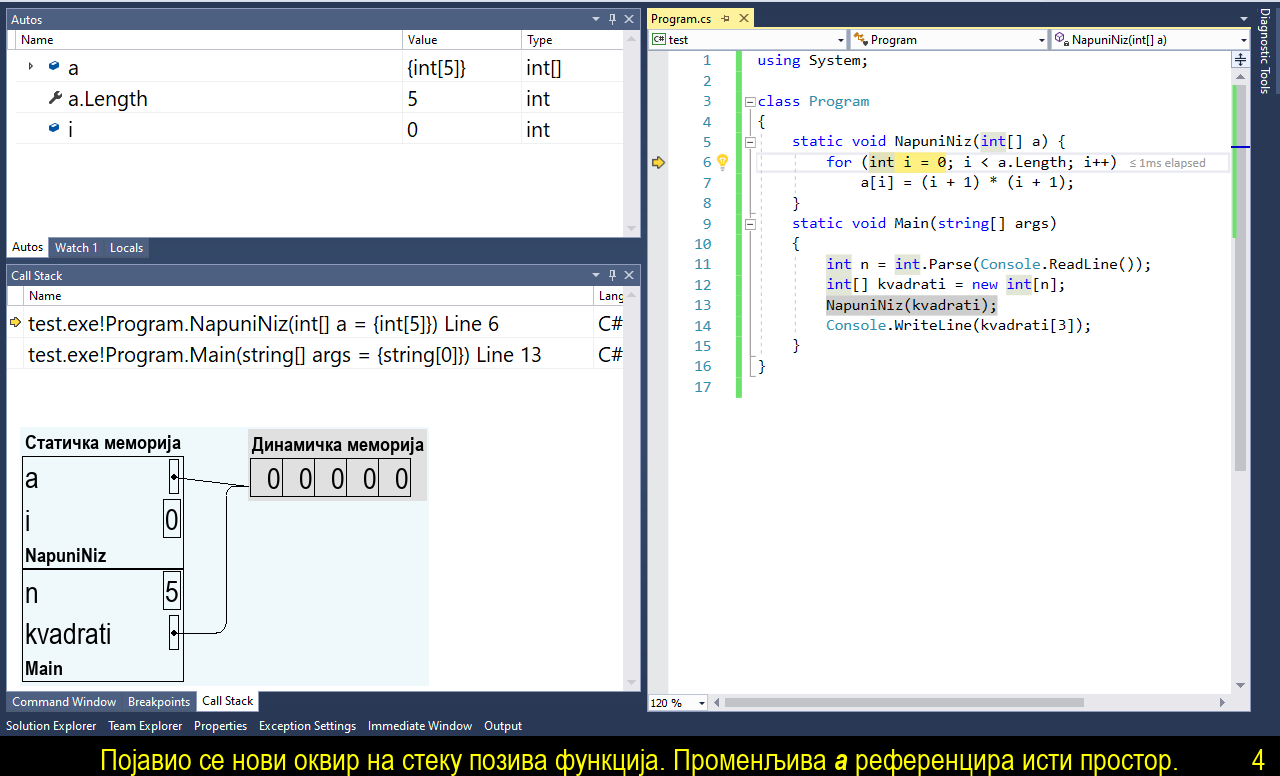 Autos
Name Value Type
a {int[5]} int[]
a.Length 5 int
i 0 int
Autos Watch 1 Locals
Call Stack
Name Lang
test.exe!Program.NapuniNiz(int[] a = {int[5]}) Line 6 C#
test.exe!Program.Main(string[] args = {string[0]}) Line 13 C#
Статичка меморија
Динамичка меморија
a
0 0 0 0 0
i 0
NapuniNiz
n 5
kvadrati
Main
Command Window Breakpoints Call Stack
Solution Explorer Team Explorer Properties Exception Settings Immediate Window Output
Program.cs
C# test Program NapuniNiz(int[] a)
1 using System;
2
3 class Program
4 {
5 static void NapuniNiz(int[] a) {
6 for (int i = 0; i < a.Length; i++) ≤ 1ms elapsed
7 a[i] = (i + 1) * (i + 1);
8 }
9 static void Main(string[] args)
10 {
11 int n = int.Parse(Console.ReadLine());
12 int[] kvadrati = new int[n];
13 NapuniNiz(kvadrati);
14 Console.WriteLine(kvadrati[3]);
15 }
16 }
17
120 %
Diagnostic Tools
Појавио се нови оквир на стеку позива функција. Променљива a референцира исти простор. 4